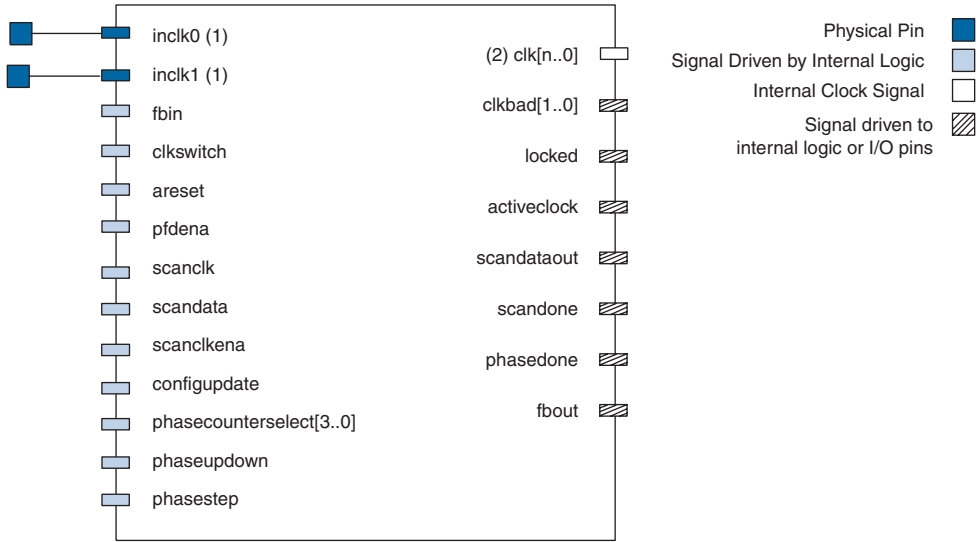 inclk0 (1)
inclk1 (1)
fbin
clkswitch
areset
pfdena
scanclk
scandata
scanclkena
configupdate
phasecounterselect[3..0]
phaseupdown
phasestep
(2) clk[n..0]
clkbad[1..0]
locked
activeclock
scandataout
scandone
phasedone
fbout
Physical Pin
Signal Driven by Internal Logic
Internal Clock Signal
Signal driven to
internal logic or I/O pins